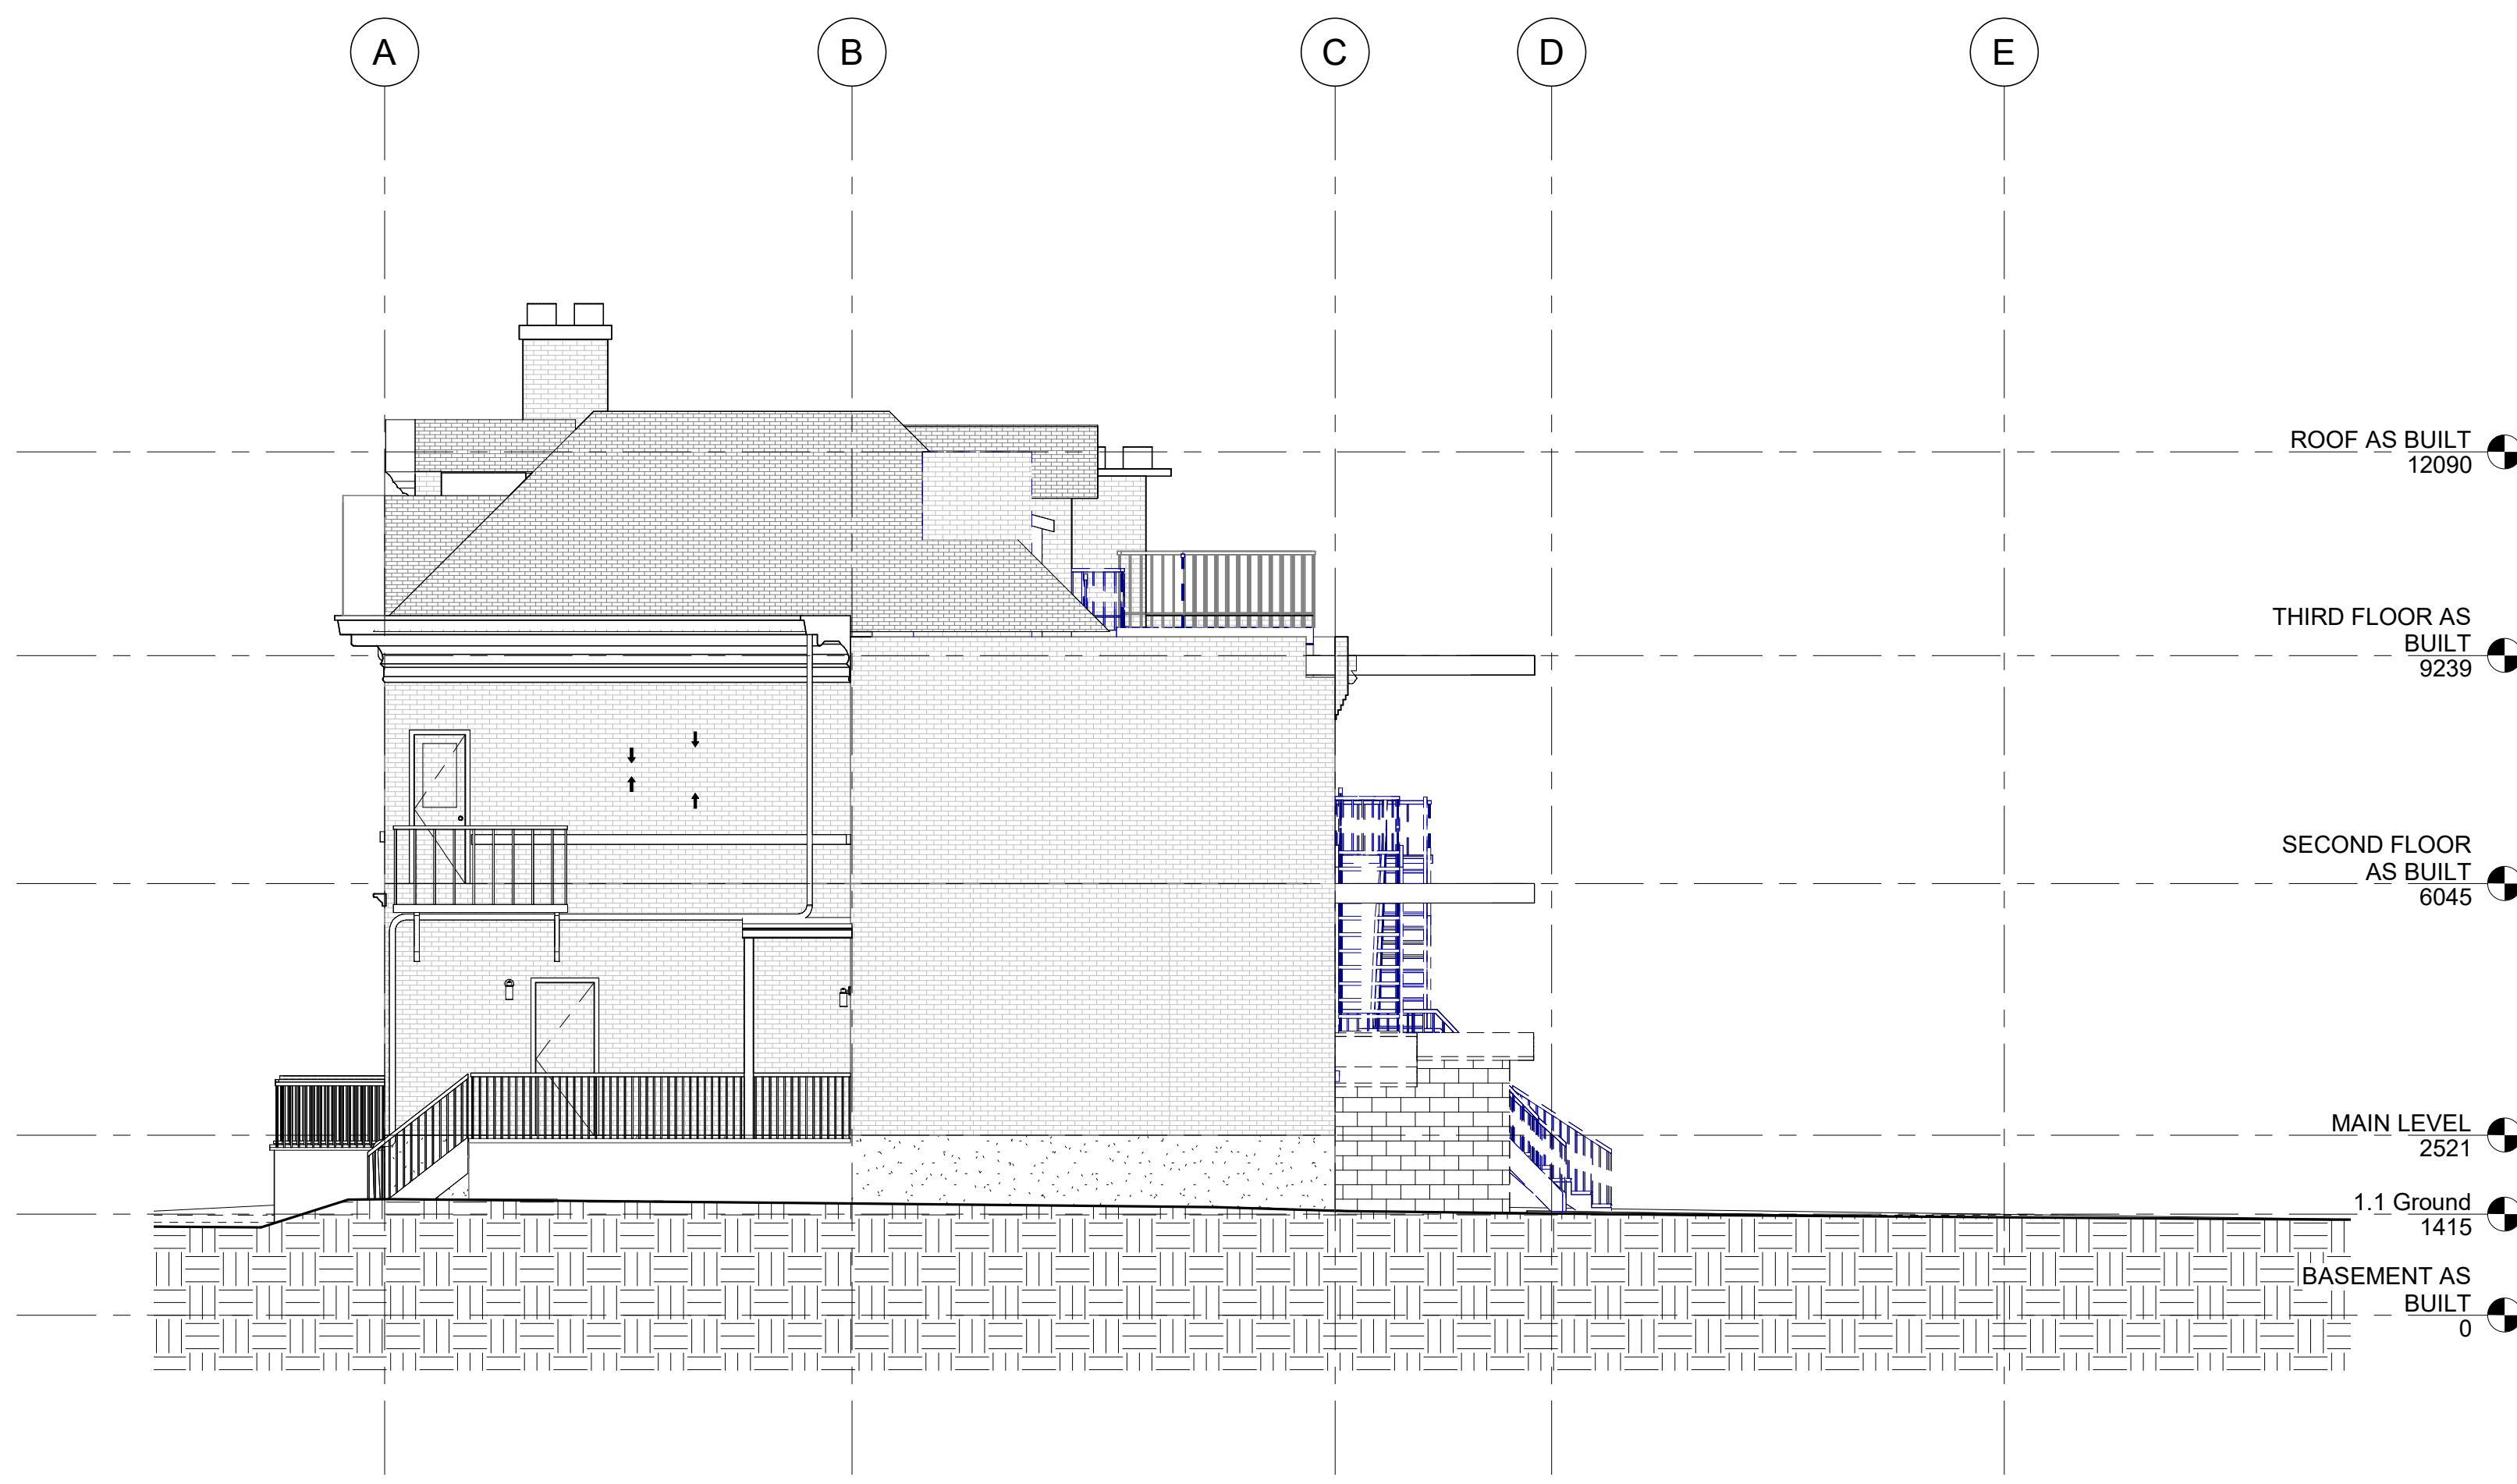 A
B
C
D
E
ROOF AS BUILT
12090
THIRD FLOOR AS
BUILT
9239
SECOND FLOOR
AS BUILT
6045
MAIN LEVEL
2521
1.1 Ground
1415
BASEMENT AS
BUILT
0